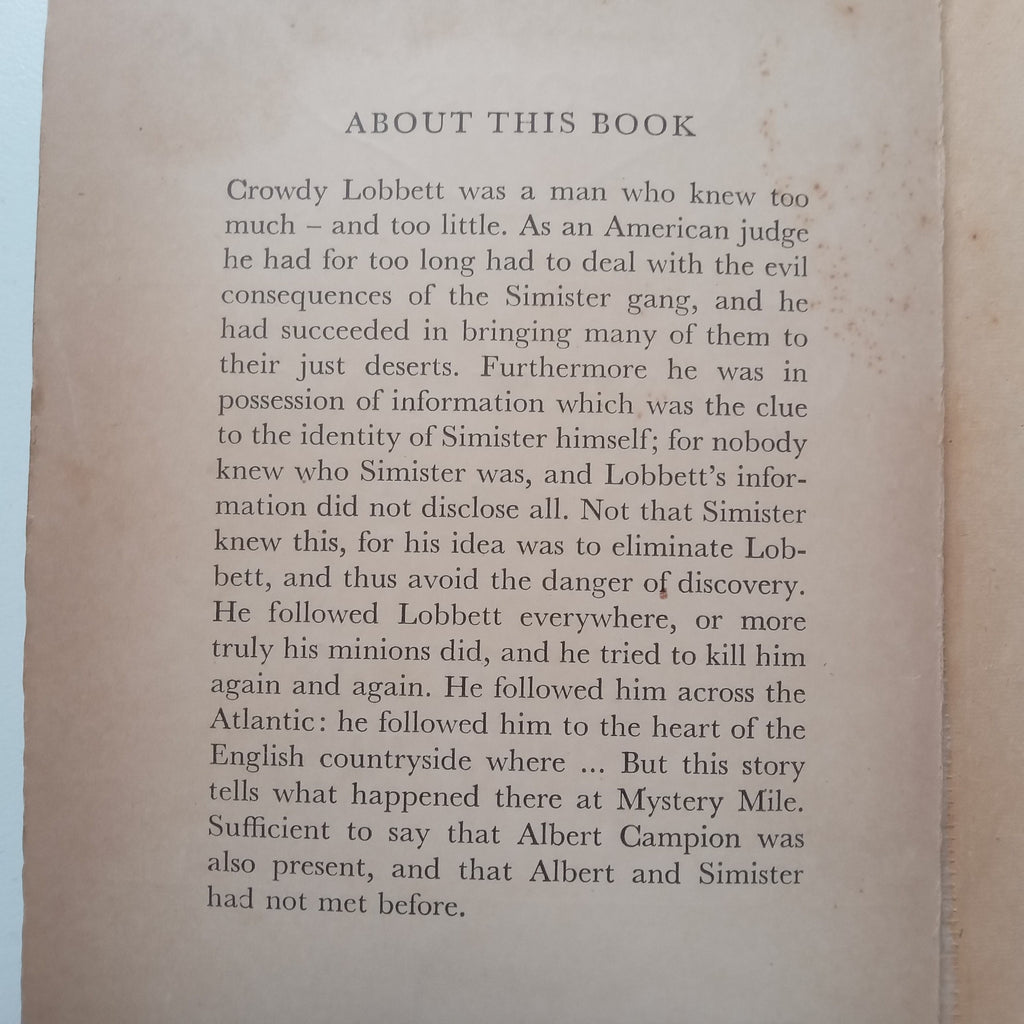 ABOUT THIS BOOK
Crowdy Lobbett was a man who knew too
much – and too little. As an American judge
he had for too long had to deal with the evil
consequences of the Simister gang, and he
had succeeded in bringing many of them to
their just deserts. Furthermore he was in
possession of information which was the clue
to the identity of Simister himself; for nobody
knew who Simister was, and Lobbett's infor-
mation did not disclose all. Not that Simister
knew this, for his idea was to eliminate Lob-
bett, and thus avoid the danger of discovery.
He followed Lobbett everywhere, or more
truly his minions did, and he tried to kill him
again and again. He followed him across the
Atlantic: he followed him to the heart of the
English countryside where ... But this story
tells what happened there at Mystery Mile.
Sufficient to say that Albert Campion was
also present, and that Albert and Simister
had not met before.